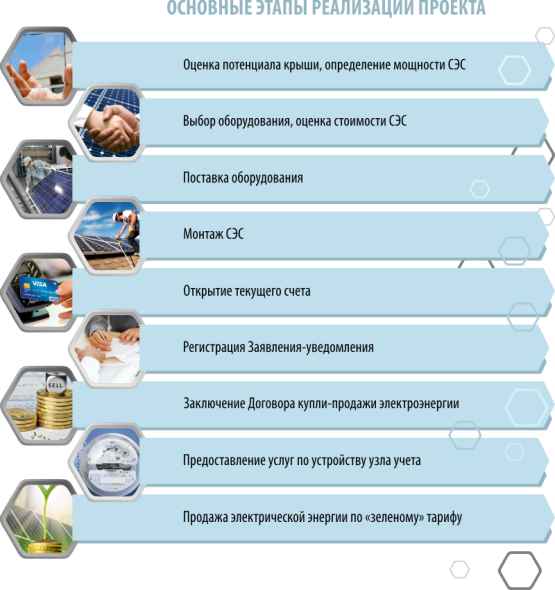 ОСНОВНЫЕ ЭТАПЫ РЕАЛИЗАЦИИ ПРОЕКТА
Оценка потенциала крыши, определение мощности СЭС
Выбор оборудования, оценка стоимости СЭС
Поставка оборудования
Монтаж СЭС
VISA
Открытие текущего счета
Регистрация Заявления-уведомления
SELL
Заключение Договора купли-продажи электроэнергии
Предоставление услуг по устройству узла учета
Продажа электрической энергии по «зеленому» тарифу